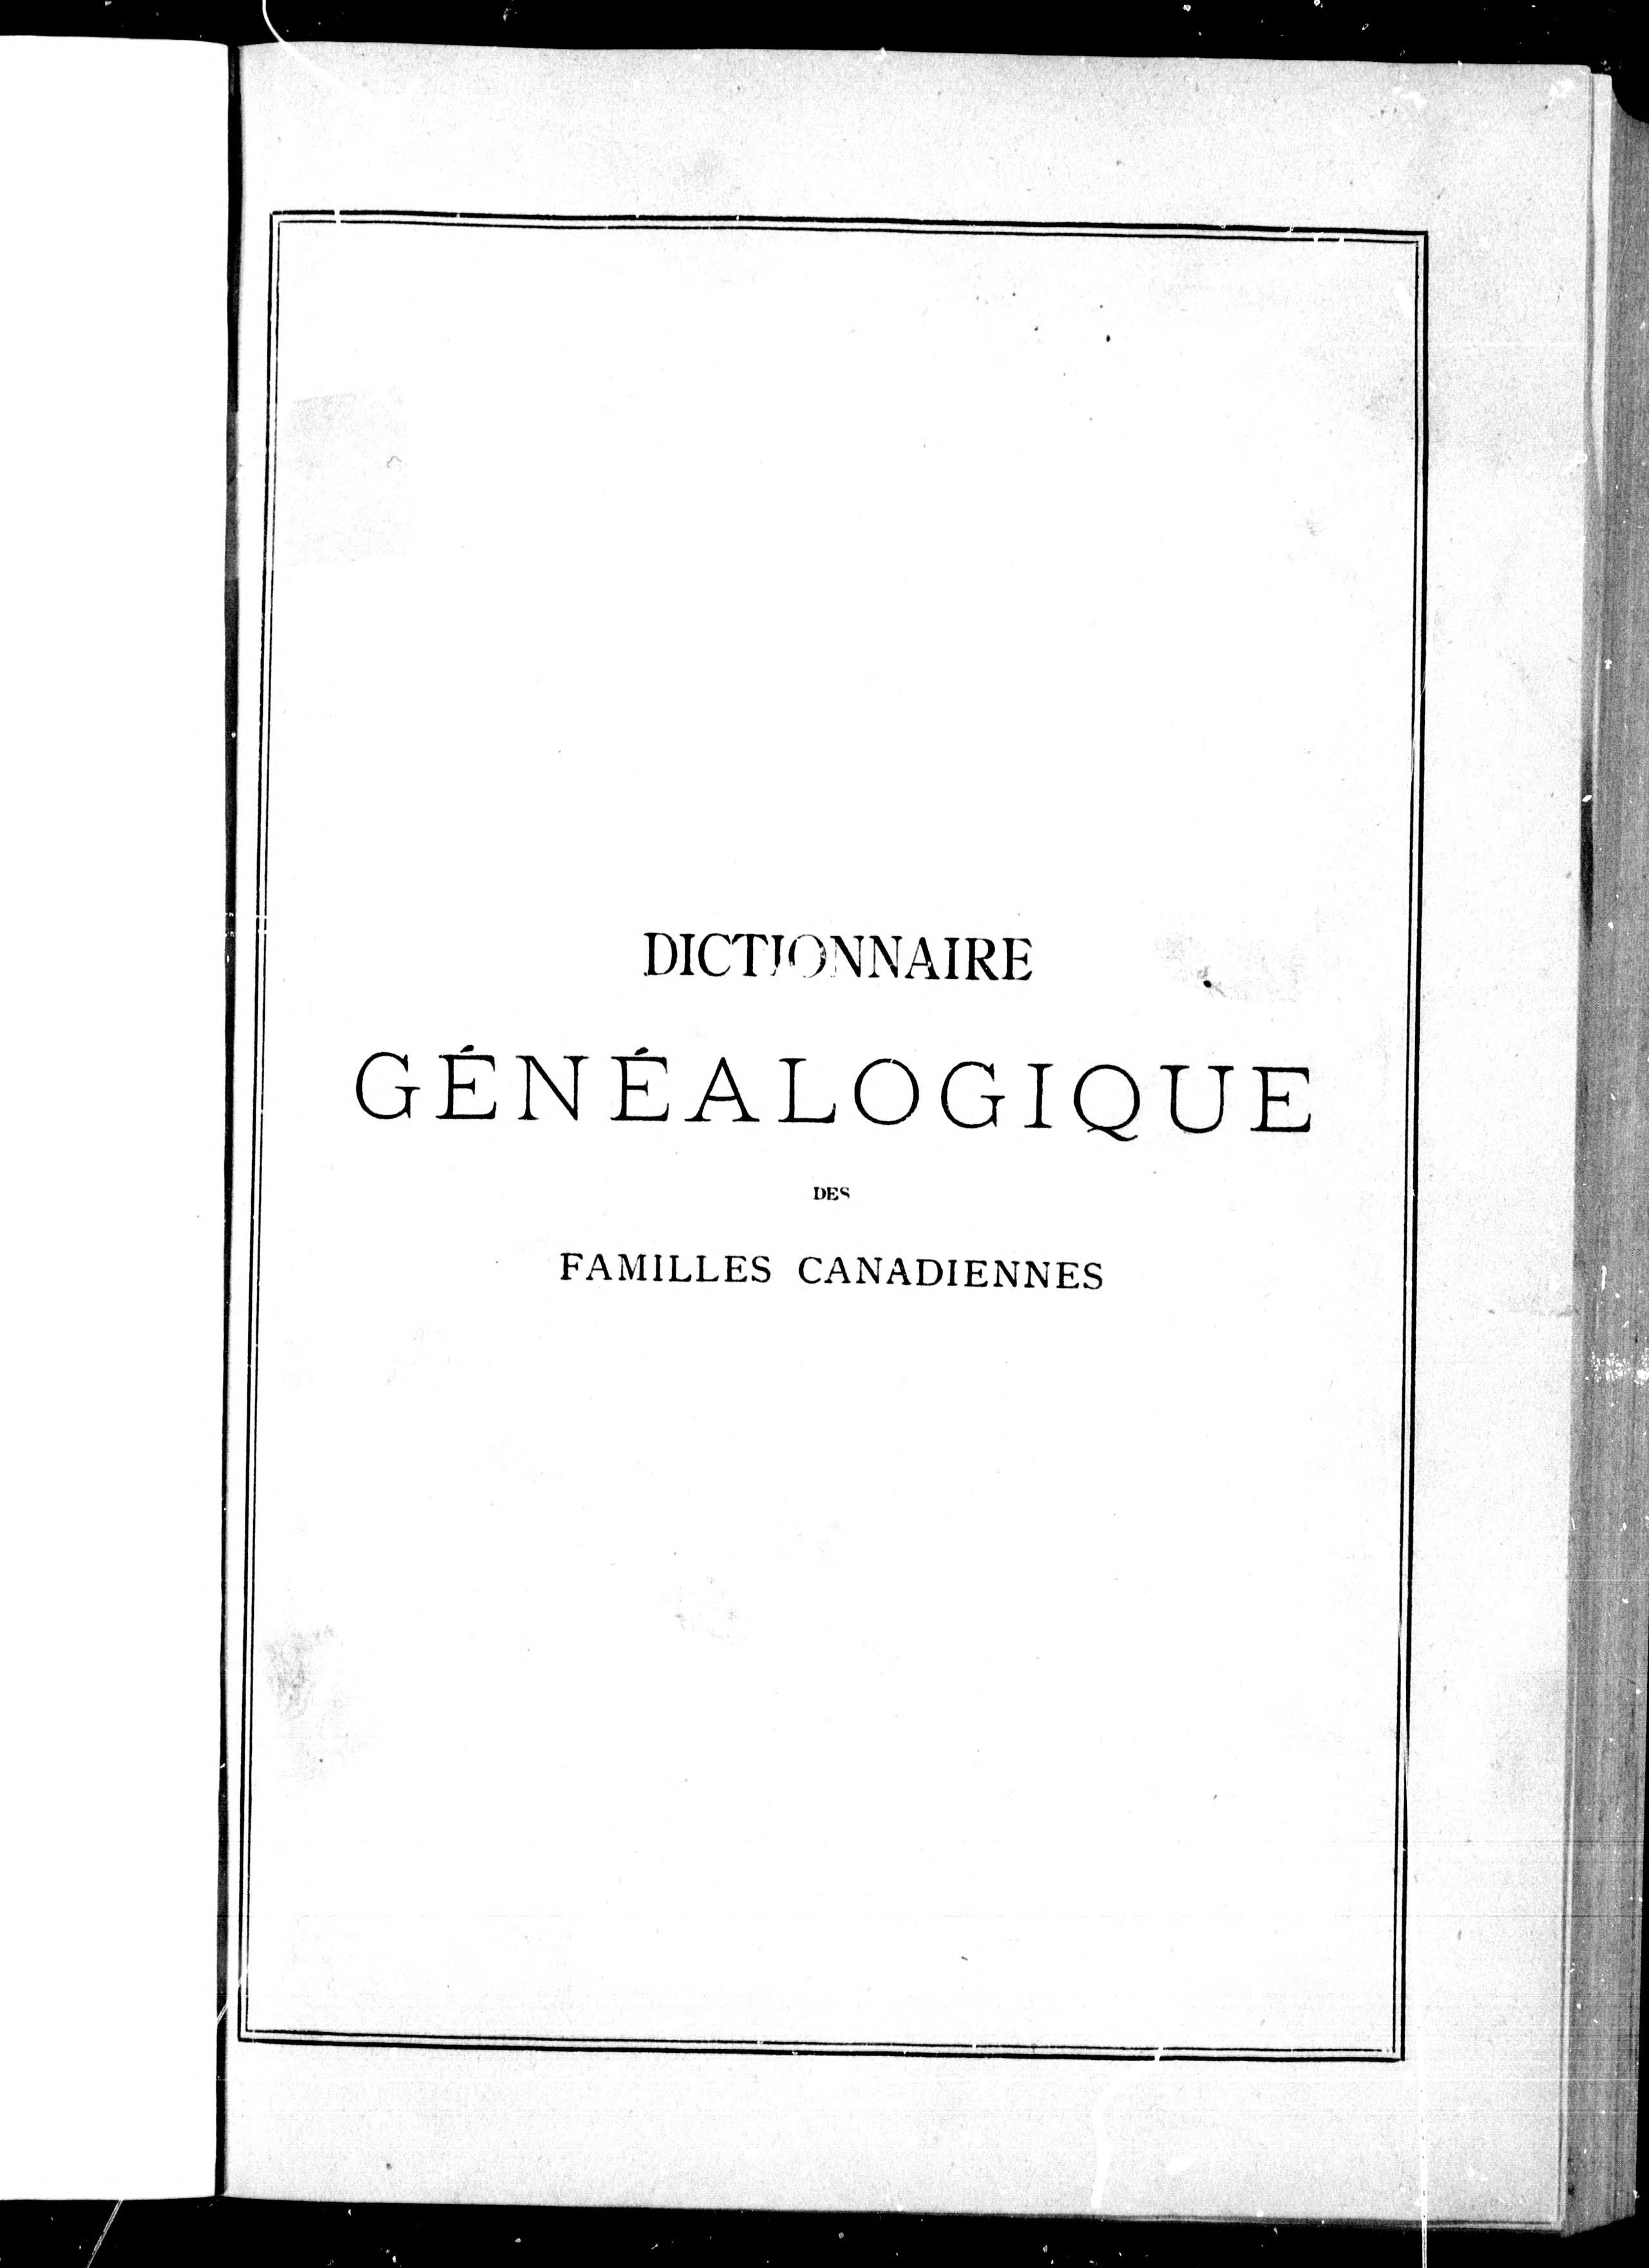 DICTIONNAIRE
GÉNÉALOGIQUE
DES
FAMILLES CANADIENNES